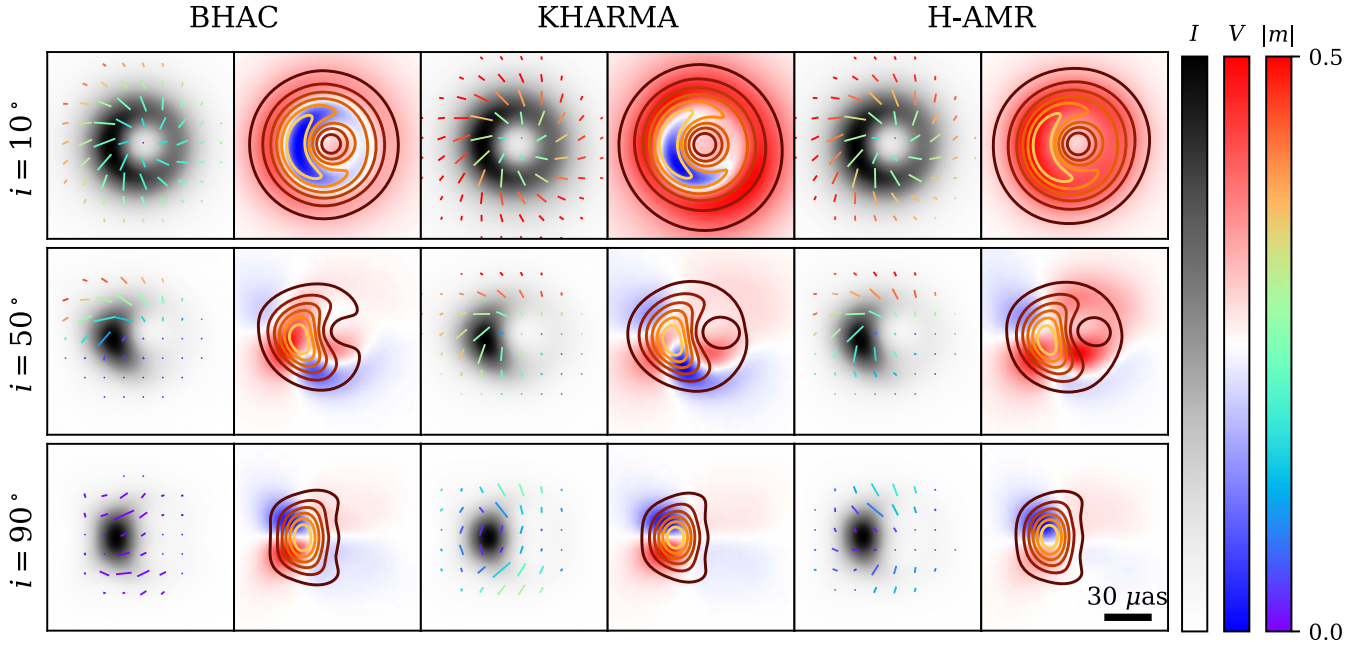 BHAC KHARMA H-AMR
I V |m|
0.5
i = 10°
i = 50°
i = 90°
30 μas
0.0